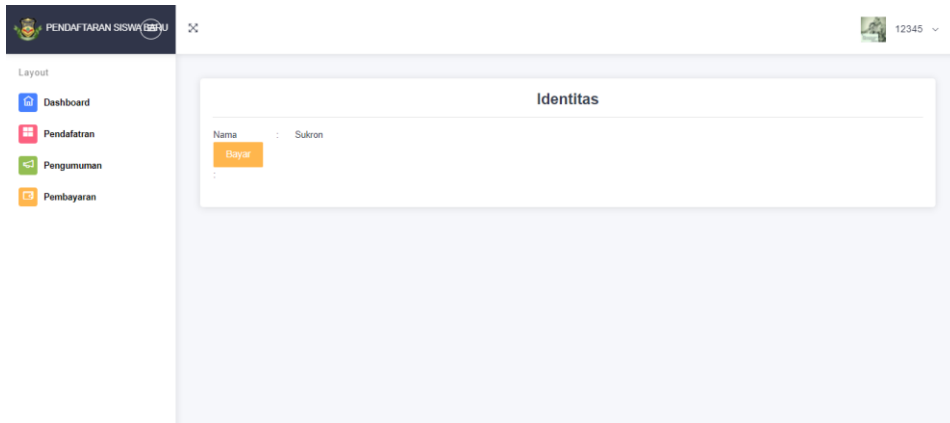 PENDAFTARAN SISWA BARU
12345
Layout
Dashboard
Pendafatran
Pengumuman
Pembayaran
Identitas
Nama : Sukron
Bayar
: